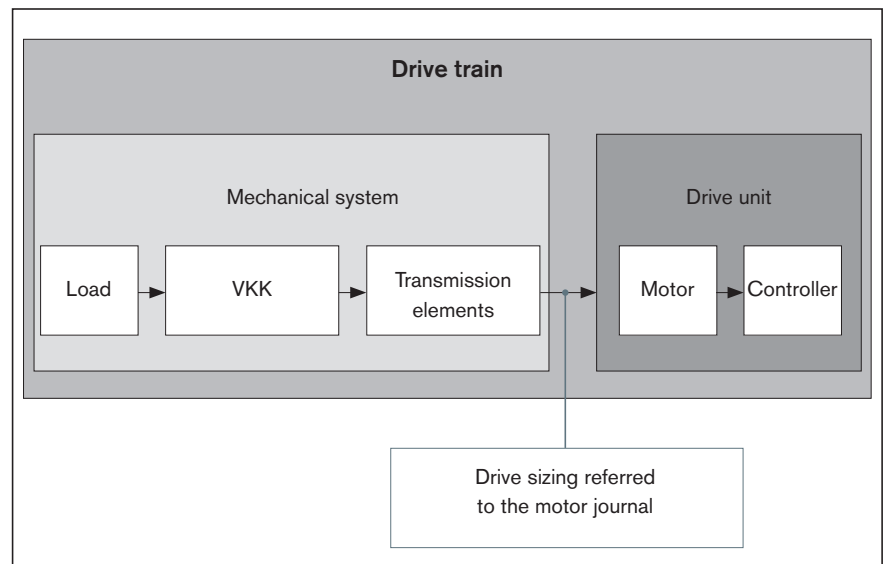 Drive train
Mechanical system
Drive unit
Load
VKK
Transmission
elements
Motor
Controller
Drive sizing referred
to the motor journal